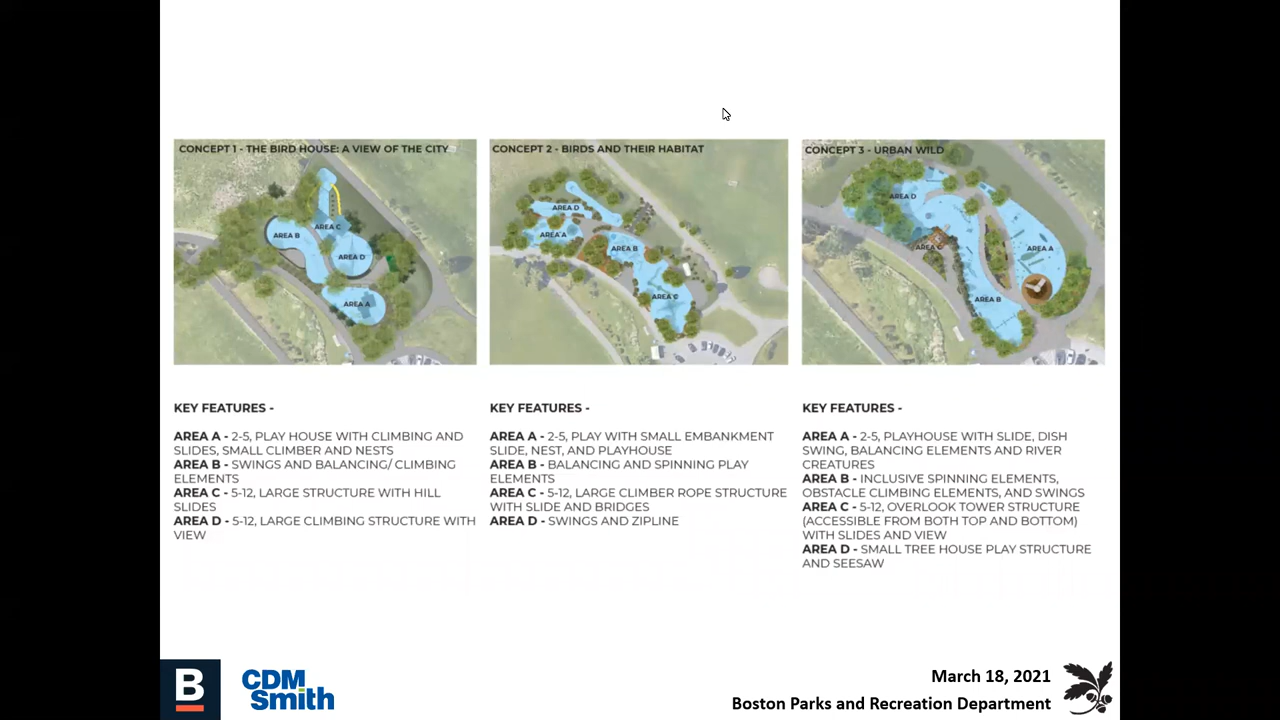 CONCEPT 1 - THE BIRD HOUSE: A VIEW OF THE CITY
AREA C
AREA B
AREA D
AREA A
KEY FEATURES -
AREA A - 2-5, PLAY HOUSE WITH CLIMBING AND
SLIDES, SMALL CLIMBER AND NESTS
AREA B - SWINGS AND BALANCING/ CLIMBING
ELEMENTS
AREA C - 5-12, LARGE STRUCTURE WITH HILL
SLIDES
AREA D - 5-12, LARGE CLIMBING STRUCTURE WITH
VIEW
CONCEPT 2 - BIRDS AND THEIR HABITAT
AREA D
AREA A
AREA B
AREA C
KEY FEATURES -
AREA A - 2-5, PLAY WITH SMALL EMBANKMENT
SLIDE, NEST, AND PLAYHOUSE
AREA B - BALANCING AND SPINNING PLAY
ELEMENTS
AREA C - 5-12, LARGE CLIMBER ROPE STRUCTURE
WITH SLIDE AND BRIDGES
AREA D - SWINGS AND ZIPLINE
CONCEPT 3 - URBAN WILD
AREA D
AREA C
AREA A
AREA B
KEY FEATURES -
AREA A - 2-5, PLAYHOUSE WITH SLIDE, DISH
SWING, BALANCING ELEMENTS AND RIVER
CREATURES
AREA B - INCLUSIVE SPINNING ELEMENTS,
OBSTACLE CLIMBING ELEMENTS, AND SWINGS
AREA C - 5-12, OVERLOOK TOWER STRUCTURE
(ACCESSIBLE FROM BOTH TOP AND BOTTOM)
WITH SLIDES AND VIEW
AREA D - SMALL TREE HOUSE PLAY STRUCTURE
AND SEESAW
B
CDM
Smith
March 18, 2021
Boston Parks and Recreation Department